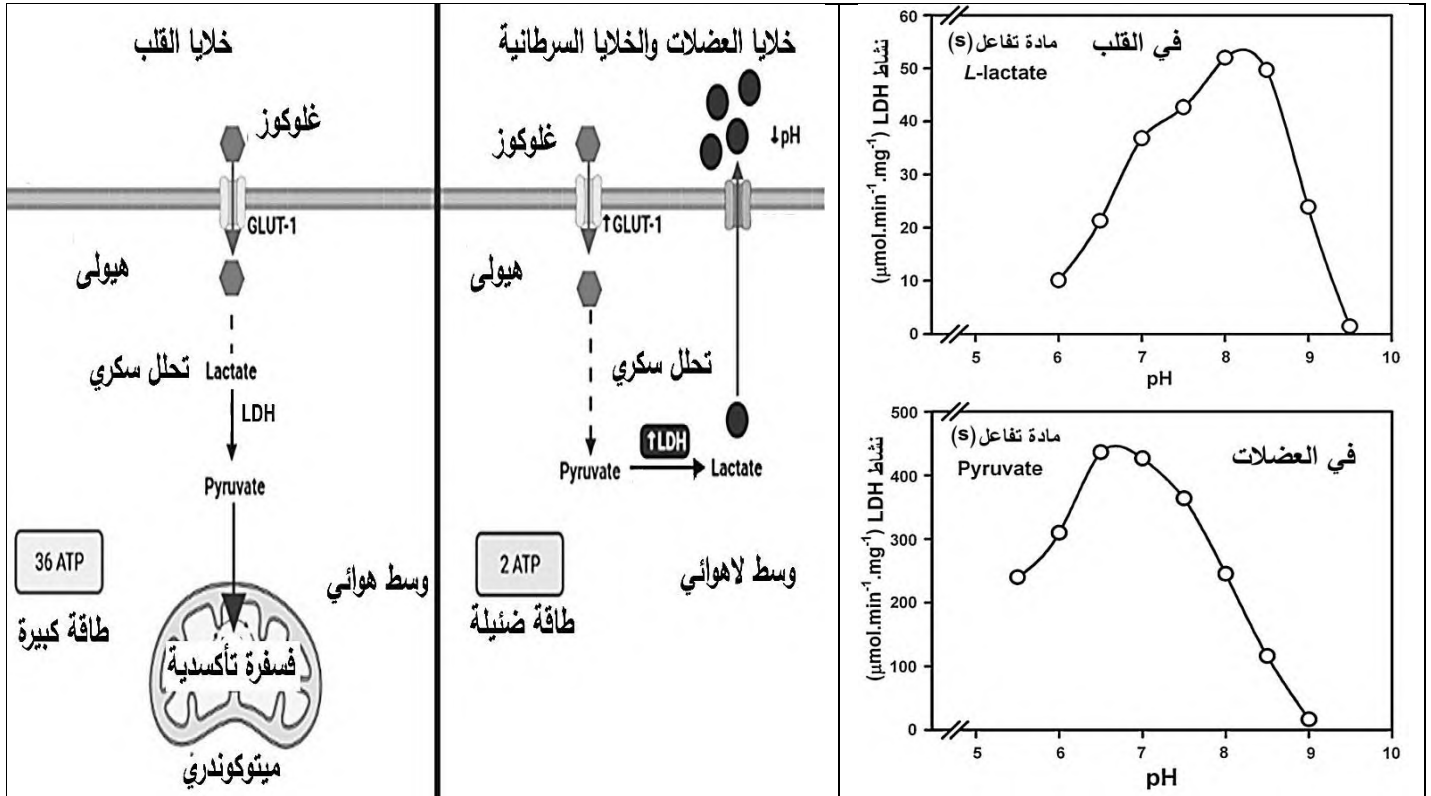 خلايا القلب
غلوكوز
GLUT-1
هيولى
تحلل سكري
Lactate
LDH
Pyruvate
36 ATP
طاقة كبيرة
وسط هوائي
فسفرة تأكسدية
ميتوكوندري
خلايا العضلات والخلايا السرطانية
غلوكوز
↓pH
↑GLUT-1
هيولى
تحلل سكري
Pyruvate
↑LDH
Lactate
2 ATP
طاقة ضئيلة
وسط لاهوائي
مادة تفاعل (s)
L-lactate
في القلب
نشاط LDH (μmol.min⁻¹.mg⁻¹)
60
50
40
30
20
10
0
5 6 7 8 9 10
pH
مادة تفاعل (s)
Pyruvate
في العضلات
نشاط LDH (μmol.min⁻¹.mg⁻¹)
500
400
300
200
100
0
5 6 7 8 9 10
pH